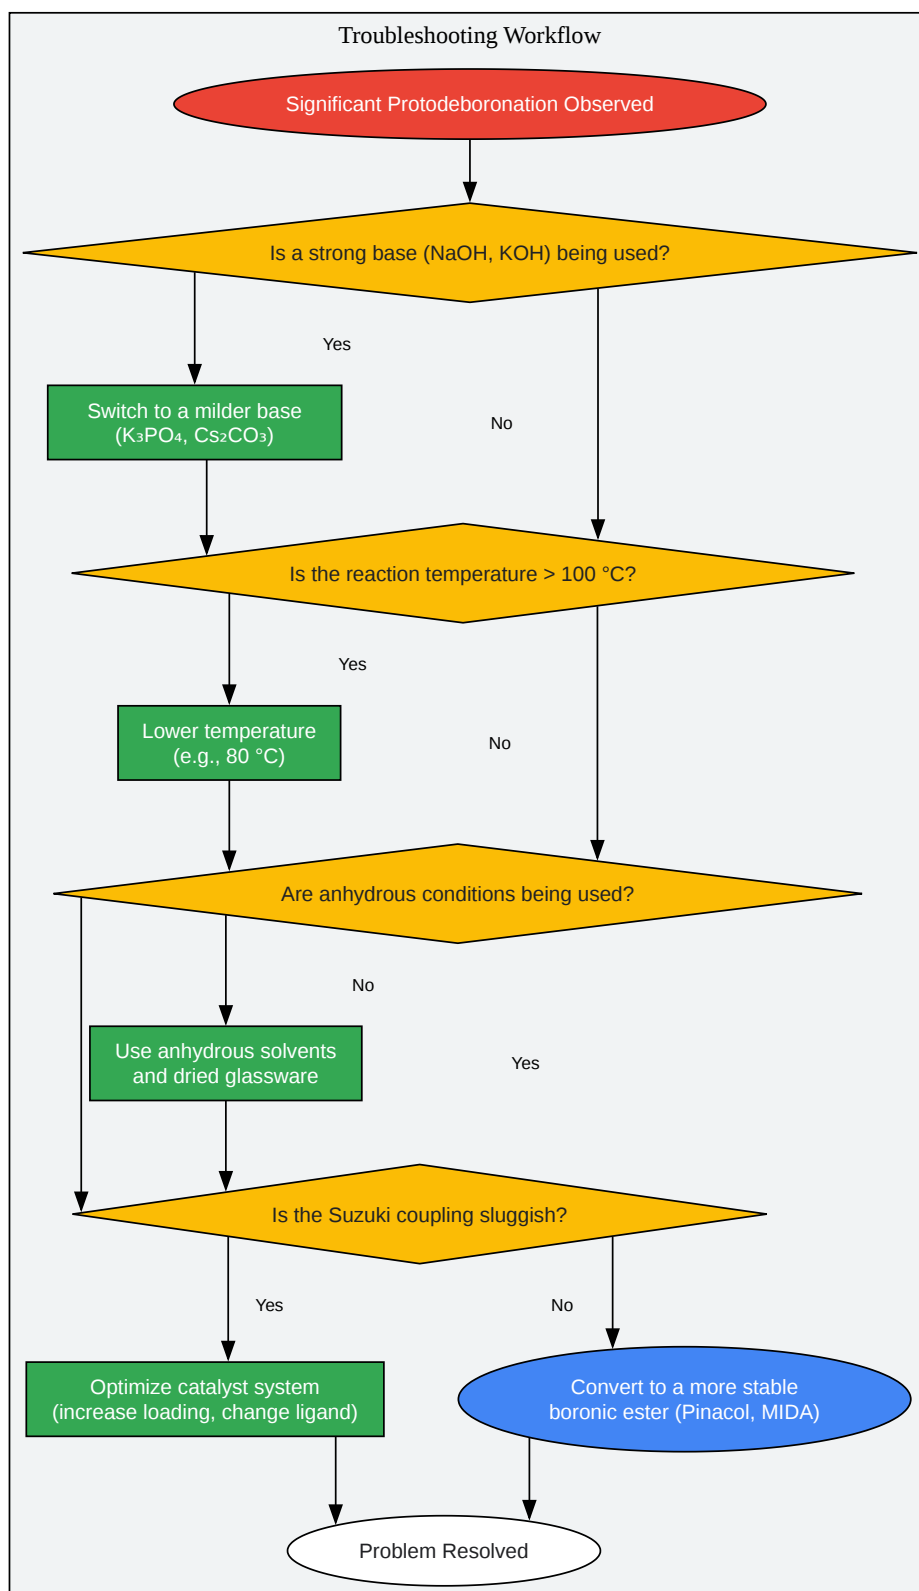 Troubleshooting Workflow
Significant Protodeboronation Observed
Is a strong base (NaOH, KOH) being used?
Yes
Switch to a milder base
(K₃PO₄, Cs₂CO₃)
No
Is the reaction temperature > 100 °C?
Yes
Lower temperature
(e.g., 80 °C)
No
Are anhydrous conditions being used?
No
Use anhydrous solvents
and dried glassware
Yes
Is the Suzuki coupling sluggish?
Yes
No
Optimize catalyst system
(increase loading, change ligand)
Convert to a more stable
boronic ester (Pinacol, MIDA)
Problem Resolved